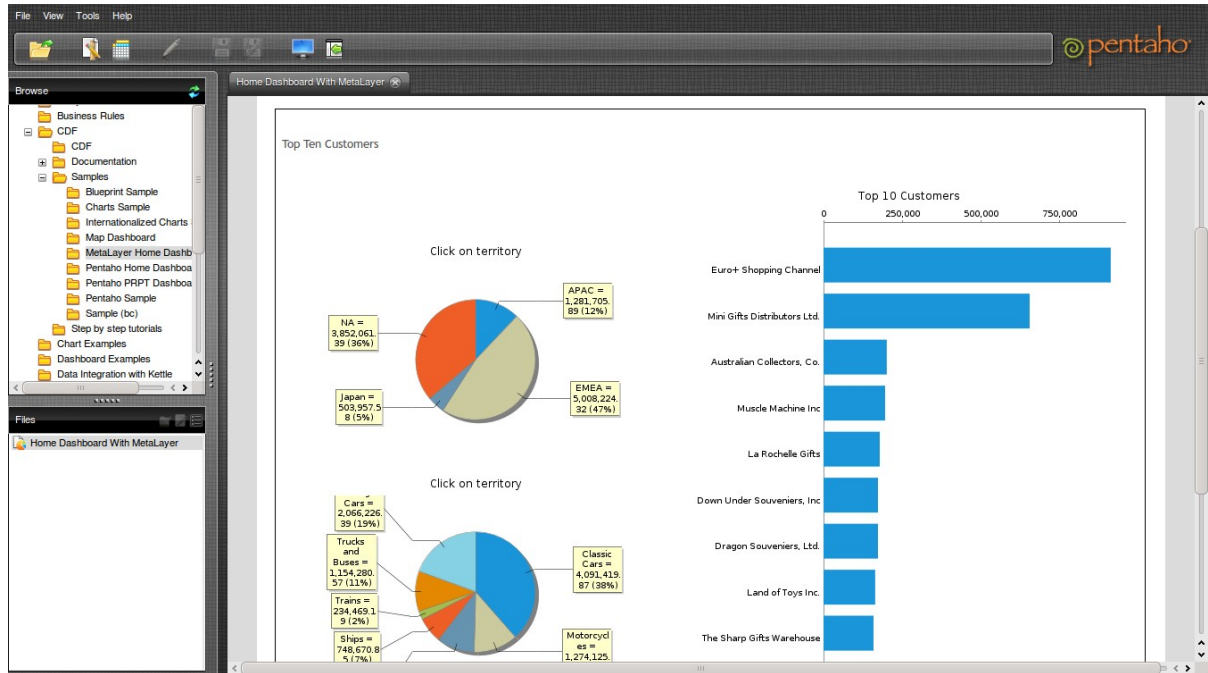 File View Tools Help
pentaho
Browse
Business Rules
CDF
CDF
Documentation
Samples
Blueprint Sample
Charts Sample
Internationalized Charts
Map Dashboard
MetaLayer Home Dashb
Pentaho Home Dashboa
Pentaho PRPT Dashboa
Pentaho Sample
Sample (bc)
Step by step tutorials
Chart Examples
Dashboard Examples
Data Integration with Kettle
Files
Home Dashboard With MetaLayer
Home Dashboard With MetaLayer
Top Ten Customers
Click on territory
APAC =
1,281,705.
89 (12%)
NA =
3,852,061.
39 (36%)
Japan =
503,957.5
8 (5%)
EMEA =
5,008,224.
32 (47%)
Click on territory
Cars =
2,066,226.
39 (19%)
Trucks
and
Buses =
1,154,280.
57 (11%)
Trains =
234,469.1
9 (2%)
Ships =
748,670.8
5 (7%)
Classic
Cars =
4,091,419.
87 (38%)
Motorcycl
es =
1,274,125.
Top 10 Customers
0 250,000 500,000 750,000
Euro+ Shopping Channel
Mini Gifts Distributors Ltd.
Australian Collectors, Co.
Muscle Machine Inc
La Rochelle Gifts
Down Under Souveniers, Inc
Dragon Souveniers, Ltd.
Land of Toys Inc.
The Sharp Gifts Warehouse